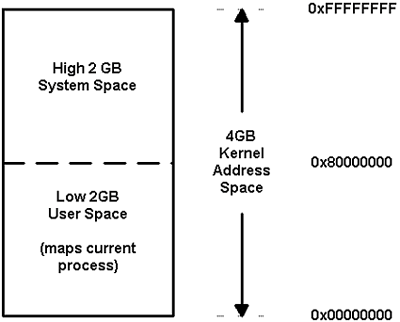 0xFFFFFFFF
High 2 GB
System Space
4GB
Kernel
Address
Space
0x80000000
Low 2GB
User Space
(maps current
process)
0x00000000